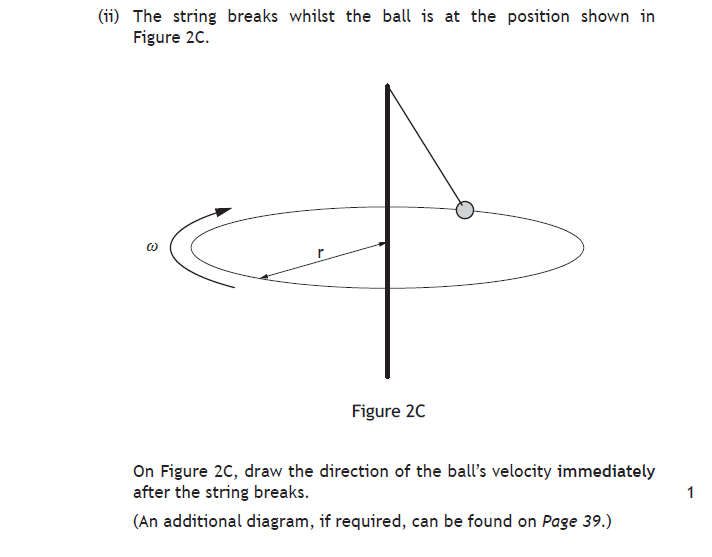 (ii) The string breaks whilst the ball is at the position shown in
Figure 2C.
ω
r
Figure 2C
On Figure 2C, draw the direction of the ball’s velocity immediately
after the string breaks.
1
(An additional diagram, if required, can be found on Page 39.)